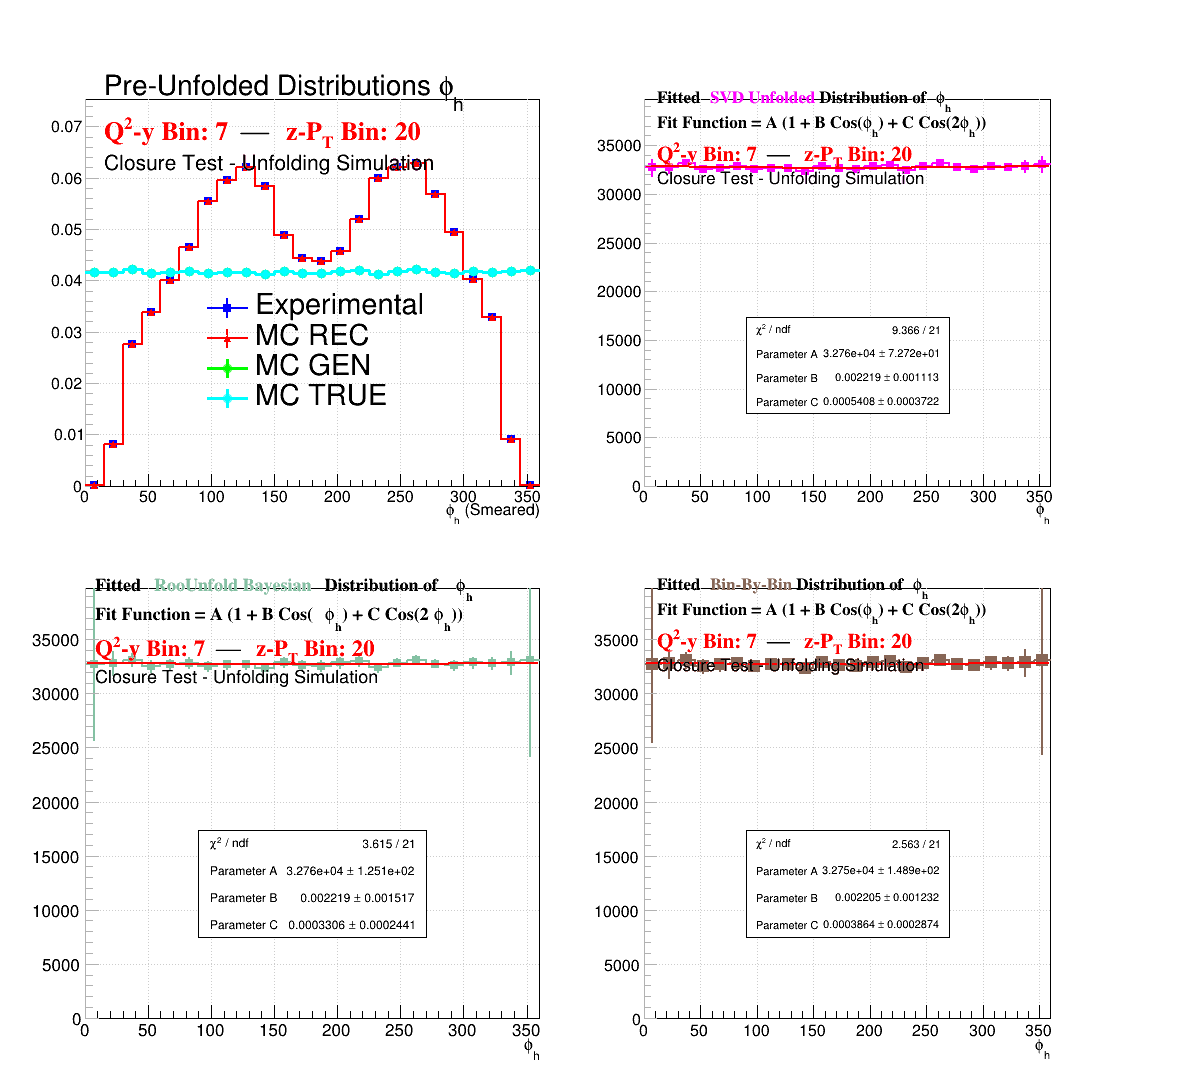 Pre-Unfolded Distributions ϕh
Q2-y Bin: 7 — z-PT Bin: 20
Closure Test - Unfolding Simulation
0.07
0.06
0.05
0.04
0.03
0.02
0.01
0
Experimental
MC REC
MC GEN
MC TRUE
0 50 100 150 200 250 300 350
ϕh (Smeared)
Fitted SVD Unfolded Distribution of ϕh
Fit Function = A (1 + B Cos(ϕh) + C Cos(2ϕh))
Q2-y Bin: 7 — z-PT Bin: 20
Closure Test - Unfolding Simulation
35000
30000
25000
20000
15000
10000
5000
0
χ2 / ndf 9.366 / 21
Parameter A 3.276e+04 ± 7.272e+01
Parameter B 0.002219 ± 0.001113
Parameter C 0.0005408 ± 0.0003722
0 50 100 150 200 250 300 350
ϕh
Fitted RooUnfold Bayesian Distribution of ϕh
Fit Function = A (1 + B Cos( ϕh) + C Cos(2 ϕh))
Q2-y Bin: 7 — z-PT Bin: 20
Closure Test - Unfolding Simulation
35000
30000
25000
20000
15000
10000
5000
0
χ2 / ndf 3.615 / 21
Parameter A 3.276e+04 ± 1.251e+02
Parameter B 0.002219 ± 0.001517
Parameter C 0.0003306 ± 0.0002441
0 50 100 150 200 250 300 350
ϕh
Fitted Bin-By-Bin Distribution of ϕh
Fit Function = A (1 + B Cos(ϕh) + C Cos(2ϕh))
Q2-y Bin: 7 — z-PT Bin: 20
Closure Test - Unfolding Simulation
35000
30000
25000
20000
15000
10000
5000
0
χ2 / ndf 2.563 / 21
Parameter A 3.275e+04 ± 1.489e+02
Parameter B 0.002205 ± 0.001232
Parameter C 0.0003864 ± 0.0002874
0 50 100 150 200 250 300 350
ϕh